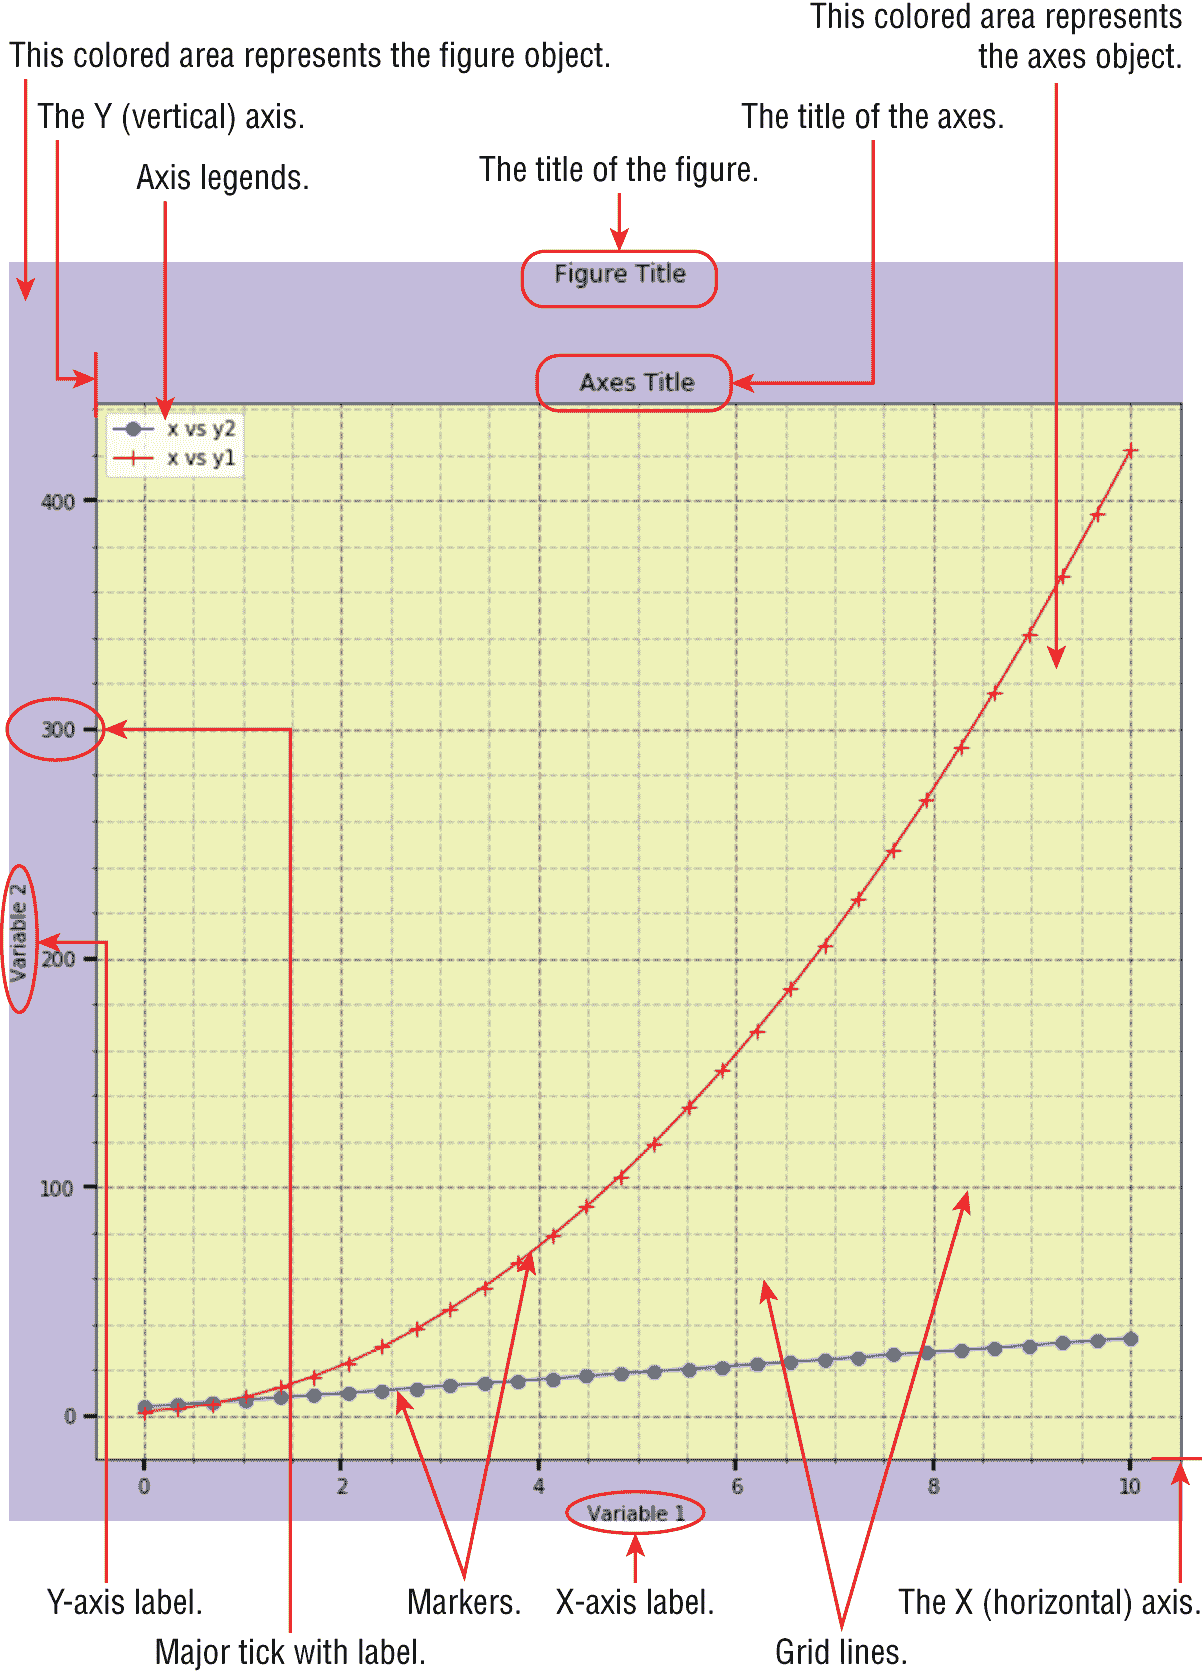 This colored area represents
the axes object.
This colored area represents the figure object.
The Y (vertical) axis.
The title of the axes.
Axis legends.
The title of the figure.
Figure Title
Axes Title
x vs y2
x vs y1
400
300
200
100
0
Variable 2
0 2 4 6 8 10
Variable 1
Y-axis label.
Markers.
X-axis label.
The X (horizontal) axis.
Major tick with label.
Grid lines.